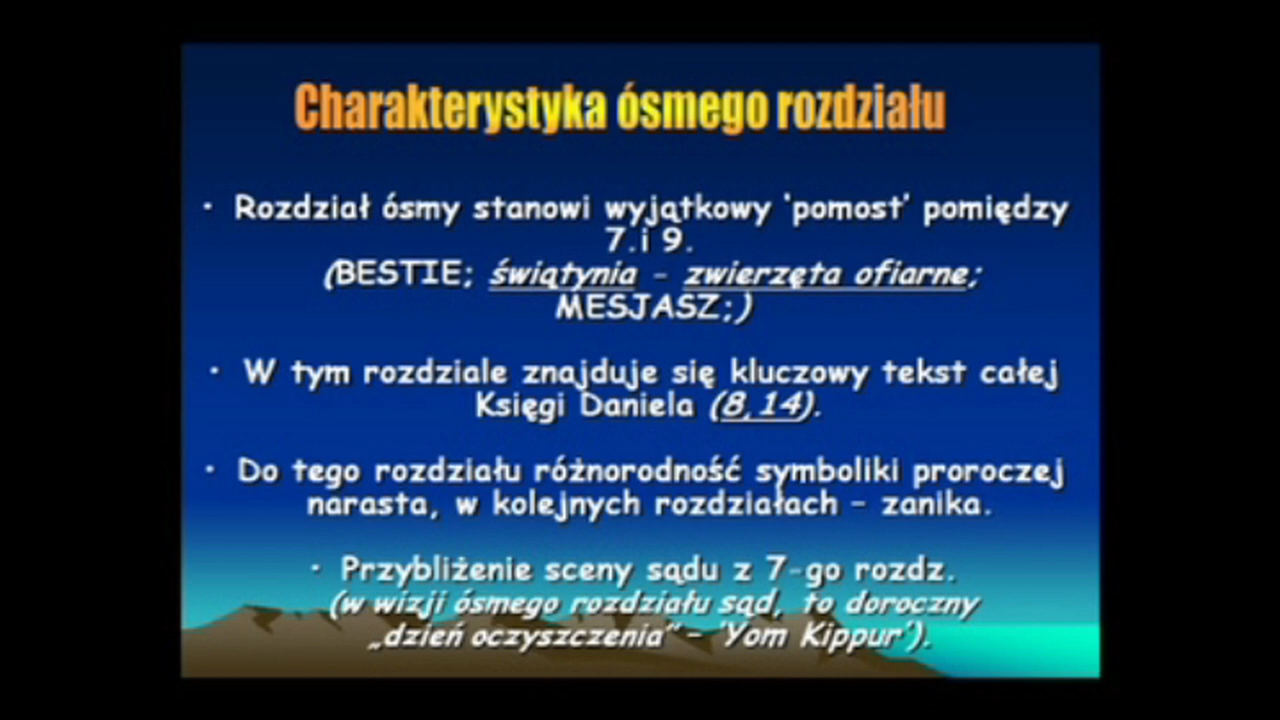 Charakterystyka ósmego rozdziału
• Rozdział ósmy stanowi wyjątkowy 'pomost' pomiędzy
7.i 9.
(BESTIE; świątynia - zwierzęta ofiarne;
MESJASZ;)
• W tym rozdziale znajduje się kluczowy tekst całej
Księgi Daniela (8,14).
• Do tego rozdziału różnorodność symboliki proroczej
narasta, w kolejnych rozdziałach - zanika.
• Przybliżenie sceny sądu z 7-go rozdz.
(w wizji ósmego rozdziału sąd, to doroczny
„dzień oczyszczenia” - 'Yom Kippur').